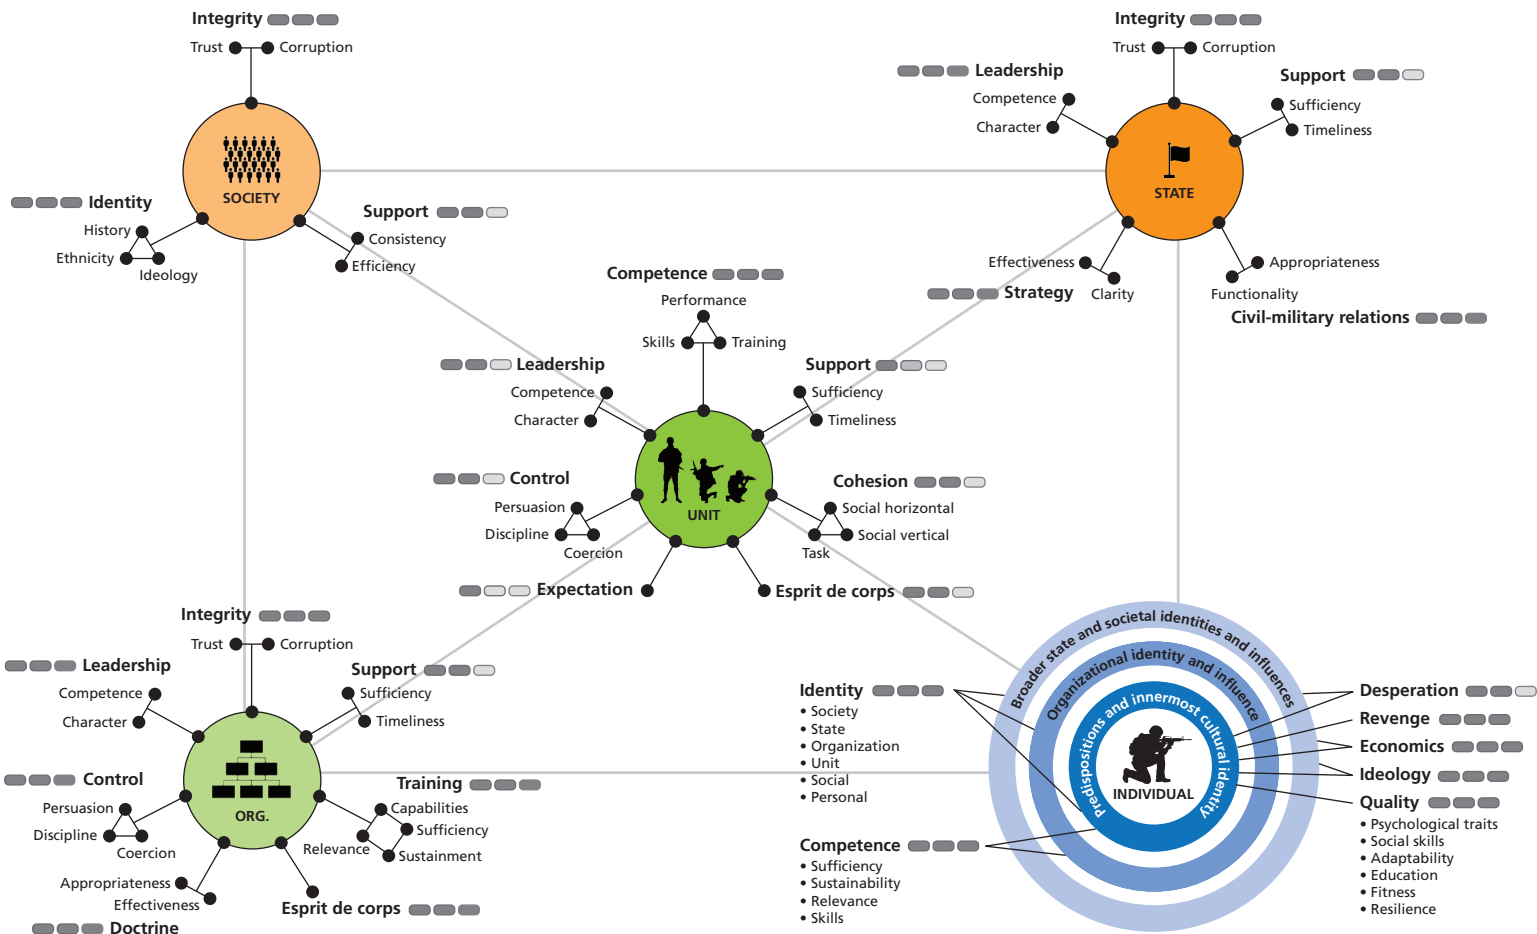 Integrity
Trust
Corruption
SOCIETY
Identity
History
Ethnicity
Ideology
Support
Consistency
Efficiency
Integrity
Trust
Corruption
Leadership
Competence
Character
Support
Sufficiency
Timeliness
STATE
Effectiveness
Clarity
Strategy
Appropriateness
Functionality
Civil-military relations
Competence
Performance
Skills
Training
Leadership
Competence
Character
Support
Sufficiency
Timeliness
UNIT
Control
Persuasion
Discipline
Coercion
Cohesion
Social horizontal
Social vertical
Task
Expectation
Esprit de corps
Integrity
Trust
Corruption
Leadership
Competence
Character
Support
Sufficiency
Timeliness
ORG.
Control
Persuasion
Discipline
Coercion
Training
Capabilities
Sufficiency
Relevance
Sustainment
Appropriateness
Effectiveness
Doctrine
Esprit de corps
Broader state and societal identities and influences
Organizational identity and influence
Predispositions and innermost cultural identity
INDIVIDUAL
Identity
• Society
• State
• Organization
• Unit
• Social
• Personal
Competence
• Sufficiency
• Sustainability
• Relevance
• Skills
Desperation
Revenge
Economics
Ideology
Quality
• Psychological traits
• Social skills
• Adaptability
• Education
• Fitness
• Resilience